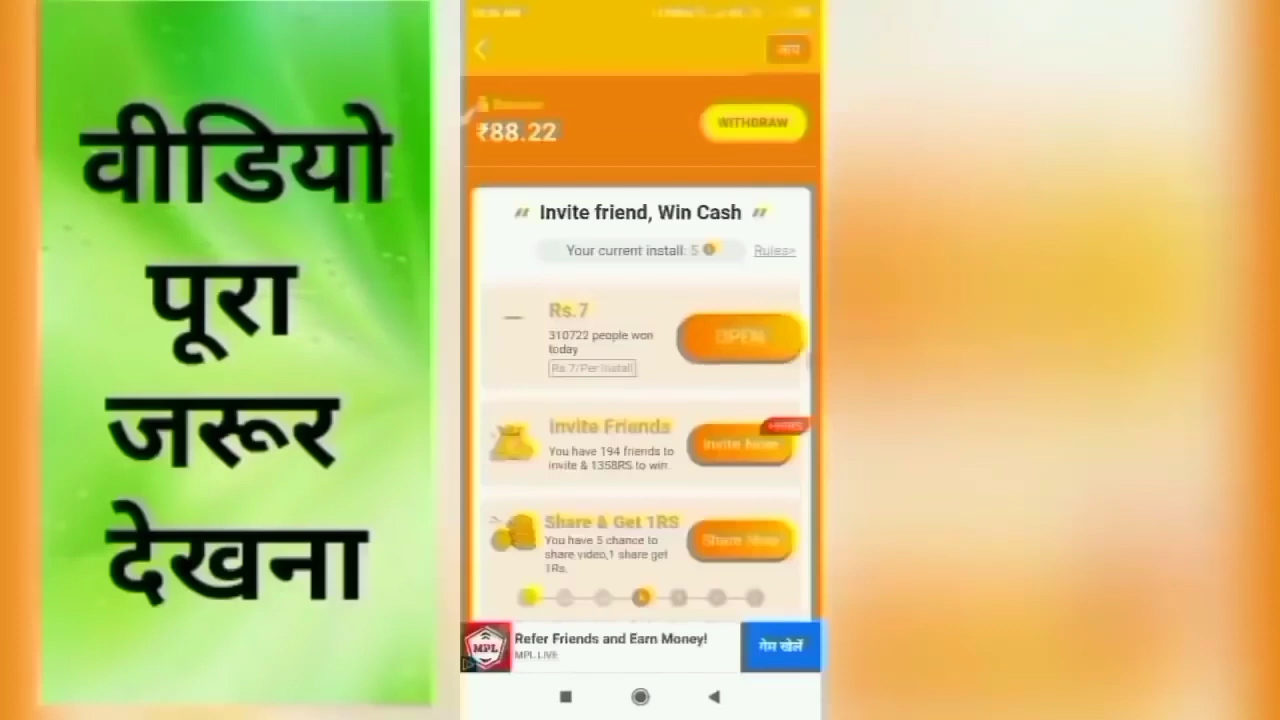 वीडियो
पूरा
जरूर
देखना
₹88.22
WITHDRAW
Invite friend, Win Cash
Your current install: 5
Rules>
Rs.7
310722 people won
today
Rs.7/Per Install
OPEN
Invite Friends
You have 194 friends to
invite & 1358RS to win.
Invite Now
Share & Get 1RS
You have 5 chance to
share video,1 share get
1Rs.
Share Now
Refer Friends and Earn Money!
MPL LIVE
MPL
गेम खेलें